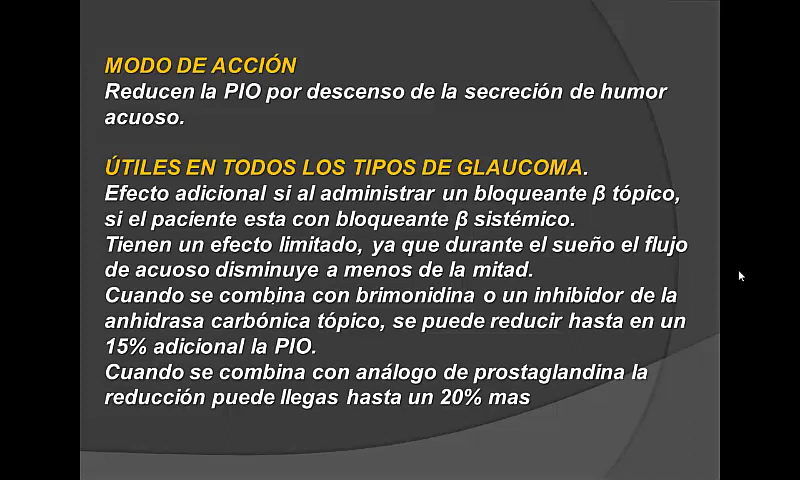 MODO DE ACCIÓN
Reducen la PIO por descenso de la secreción de humor
acuoso.
ÚTILES EN TODOS LOS TIPOS DE GLAUCOMA.
Efecto adicional si al administrar un bloqueante β tópico,
si el paciente esta con bloqueante β sistémico.
Tienen un efecto limitado, ya que durante el sueño el flujo
de acuoso disminuye a menos de la mitad.
Cuando se combina con brimonidina o un inhibidor de la
anhidrasa carbónica tópico, se puede reducir hasta en un
15% adicional la PIO.
Cuando se combina con análogo de prostaglandina la
reducción puede llegas hasta un 20% mas